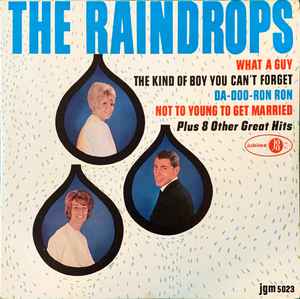 THE RAINDROPS
WHAT A GUY
THE KIND OF BOY YOU CAN'T FORGET
DA-DOO-RON RON
NOT TO YOUNG TO GET MARRIED
Plus 8 Other Great Hits
jubilee
jgm 5023